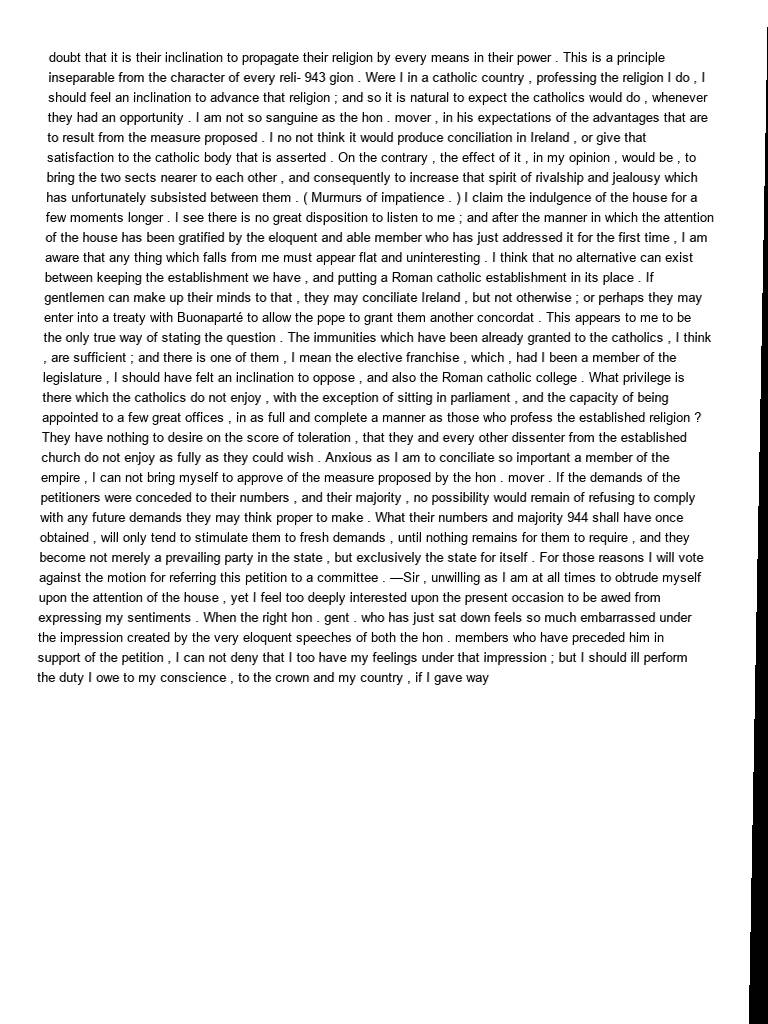 doubt that it is their inclination to propagate their religion by every means in their power . This is a principle
inseparable from the character of every reli- 943 gion . Were I in a catholic country , professing the religion I do , I
should feel an inclination to advance that religion ; and so it is natural to expect the catholics would do , whenever
they had an opportunity . I am not so sanguine as the hon . mover , in his expectations of the advantages that are
to result from the measure proposed . I no not think it would produce conciliation in Ireland , or give that
satisfaction to the catholic body that is asserted . On the contrary , the effect of it , in my opinion , would be , to
bring the two sects nearer to each other , and consequently to increase that spirit of rivalship and jealousy which
has unfortunately subsisted between them . ( Murmurs of impatience . ) I claim the indulgence of the house for a
few moments longer . I see there is no great disposition to listen to me ; and after the manner in which the attention
of the house has been gratified by the eloquent and able member who has just addressed it for the first time , I am
aware that any thing which falls from me must appear flat and uninteresting . I think that no alternative can exist
between keeping the establishment we have , and putting a Roman catholic establishment in its place . If
gentlemen can make up their minds to that , they may conciliate Ireland , but not otherwise ; or perhaps they may
enter into a treaty with Buonaparté to allow the pope to grant them another concordat . This appears to me to be
the only true way of stating the question . The immunities which have been already granted to the catholics , I think
, are sufficient ; and there is one of them , I mean the elective franchise , which , had I been a member of the
legislature , I should have felt an inclination to oppose , and also the Roman catholic college . What privilege is
there which the catholics do not enjoy , with the exception of sitting in parliament , and the capacity of being
appointed to a few great offices , in as full and complete a manner as those who profess the established religion ?
They have nothing to desire on the score of toleration , that they and every other dissenter from the established
church do not enjoy as fully as they could wish . Anxious as I am to conciliate so important a member of the
empire , I can not bring myself to approve of the measure proposed by the hon . mover . If the demands of the
petitioners were conceded to their numbers , and their majority , no possibility would remain of refusing to comply
with any future demands they may think proper to make . What their numbers and majority 944 shall have once
obtained , will only tend to stimulate them to fresh demands , until nothing remains for them to require , and they
become not merely a prevailing party in the state , but exclusively the state for itself . For those reasons I will vote
against the motion for referring this petition to a committee . —Sir , unwilling as I am at all times to obtrude myself
upon the attention of the house , yet I feel too deeply interested upon the present occasion to be awed from
expressing my sentiments . When the right hon . gent . who has just sat down feels so much embarrassed under
the impression created by the very eloquent speeches of both the hon . members who have preceded him in
support of the petition , I can not deny that I too have my feelings under that impression ; but I should ill perform
the duty I owe to my conscience , to the crown and my country , if I gave way